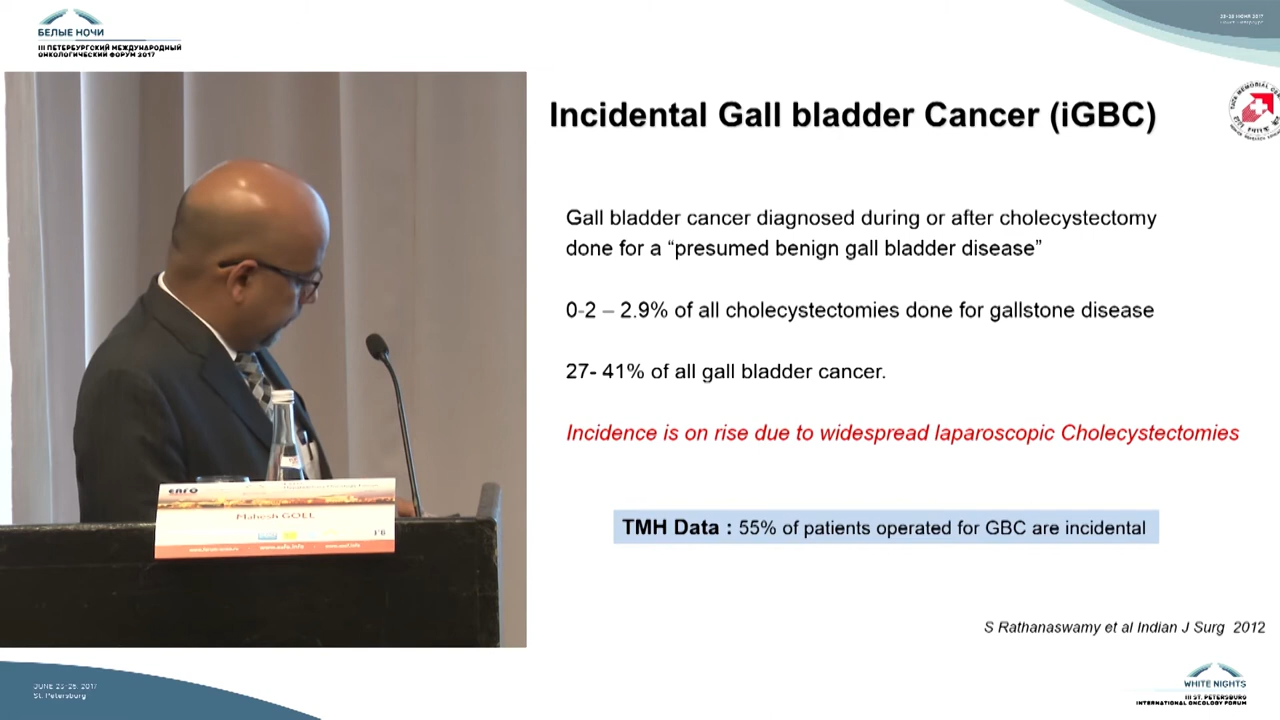 БЕЛЫЕ НОЧИ
III ПЕТЕРБУРГСКИЙ МЕЖДУНАРОДНЫЙ
ОНКОЛОГИЧЕСКИЙ ФОРУМ 2017
Incidental Gall bladder Cancer (iGBC)
Gall bladder cancer diagnosed during or after cholecystectomy
done for a “presumed benign gall bladder disease”
0-2 – 2.9% of all cholecystectomies done for gallstone disease
27- 41% of all gall bladder cancer.
Incidence is on rise due to widespread laparoscopic Cholecystectomies
TMH Data : 55% of patients operated for GBC are incidental
S Rathanaswamy et al Indian J Surg 2012
Mahesh GOEL
St. Petersburg
WHITE NIGHTS
III ST. PETERSBURG
INTERNATIONAL ONCOLOGY FORUM